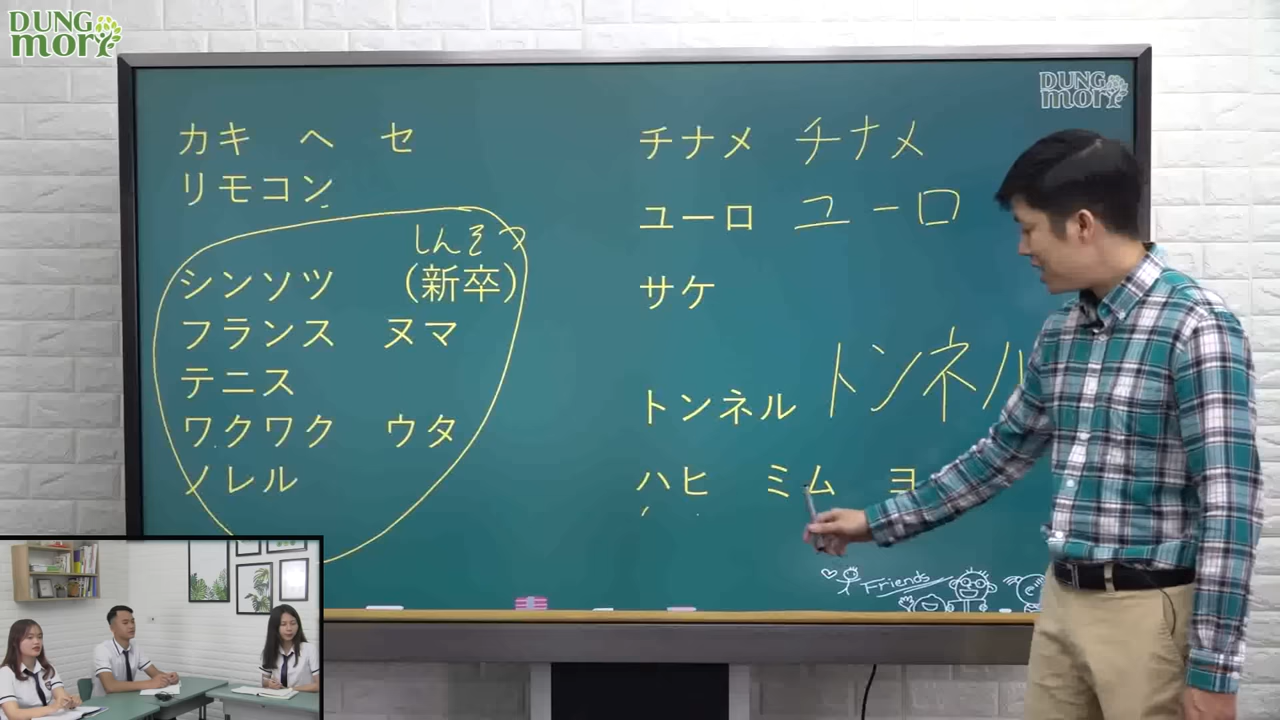 DUNG
mori
DUNG
mori
カキ ヘ セ
リモコン
しんそつ
シンソツ (新卒)
フランス ヌマ
テニス
ワクワク ウタ
ノレル
チナメ チナメ
ユーロ ユーロ
サケ
トンネル トンネル
ハヒ ミム ヨ
Friends